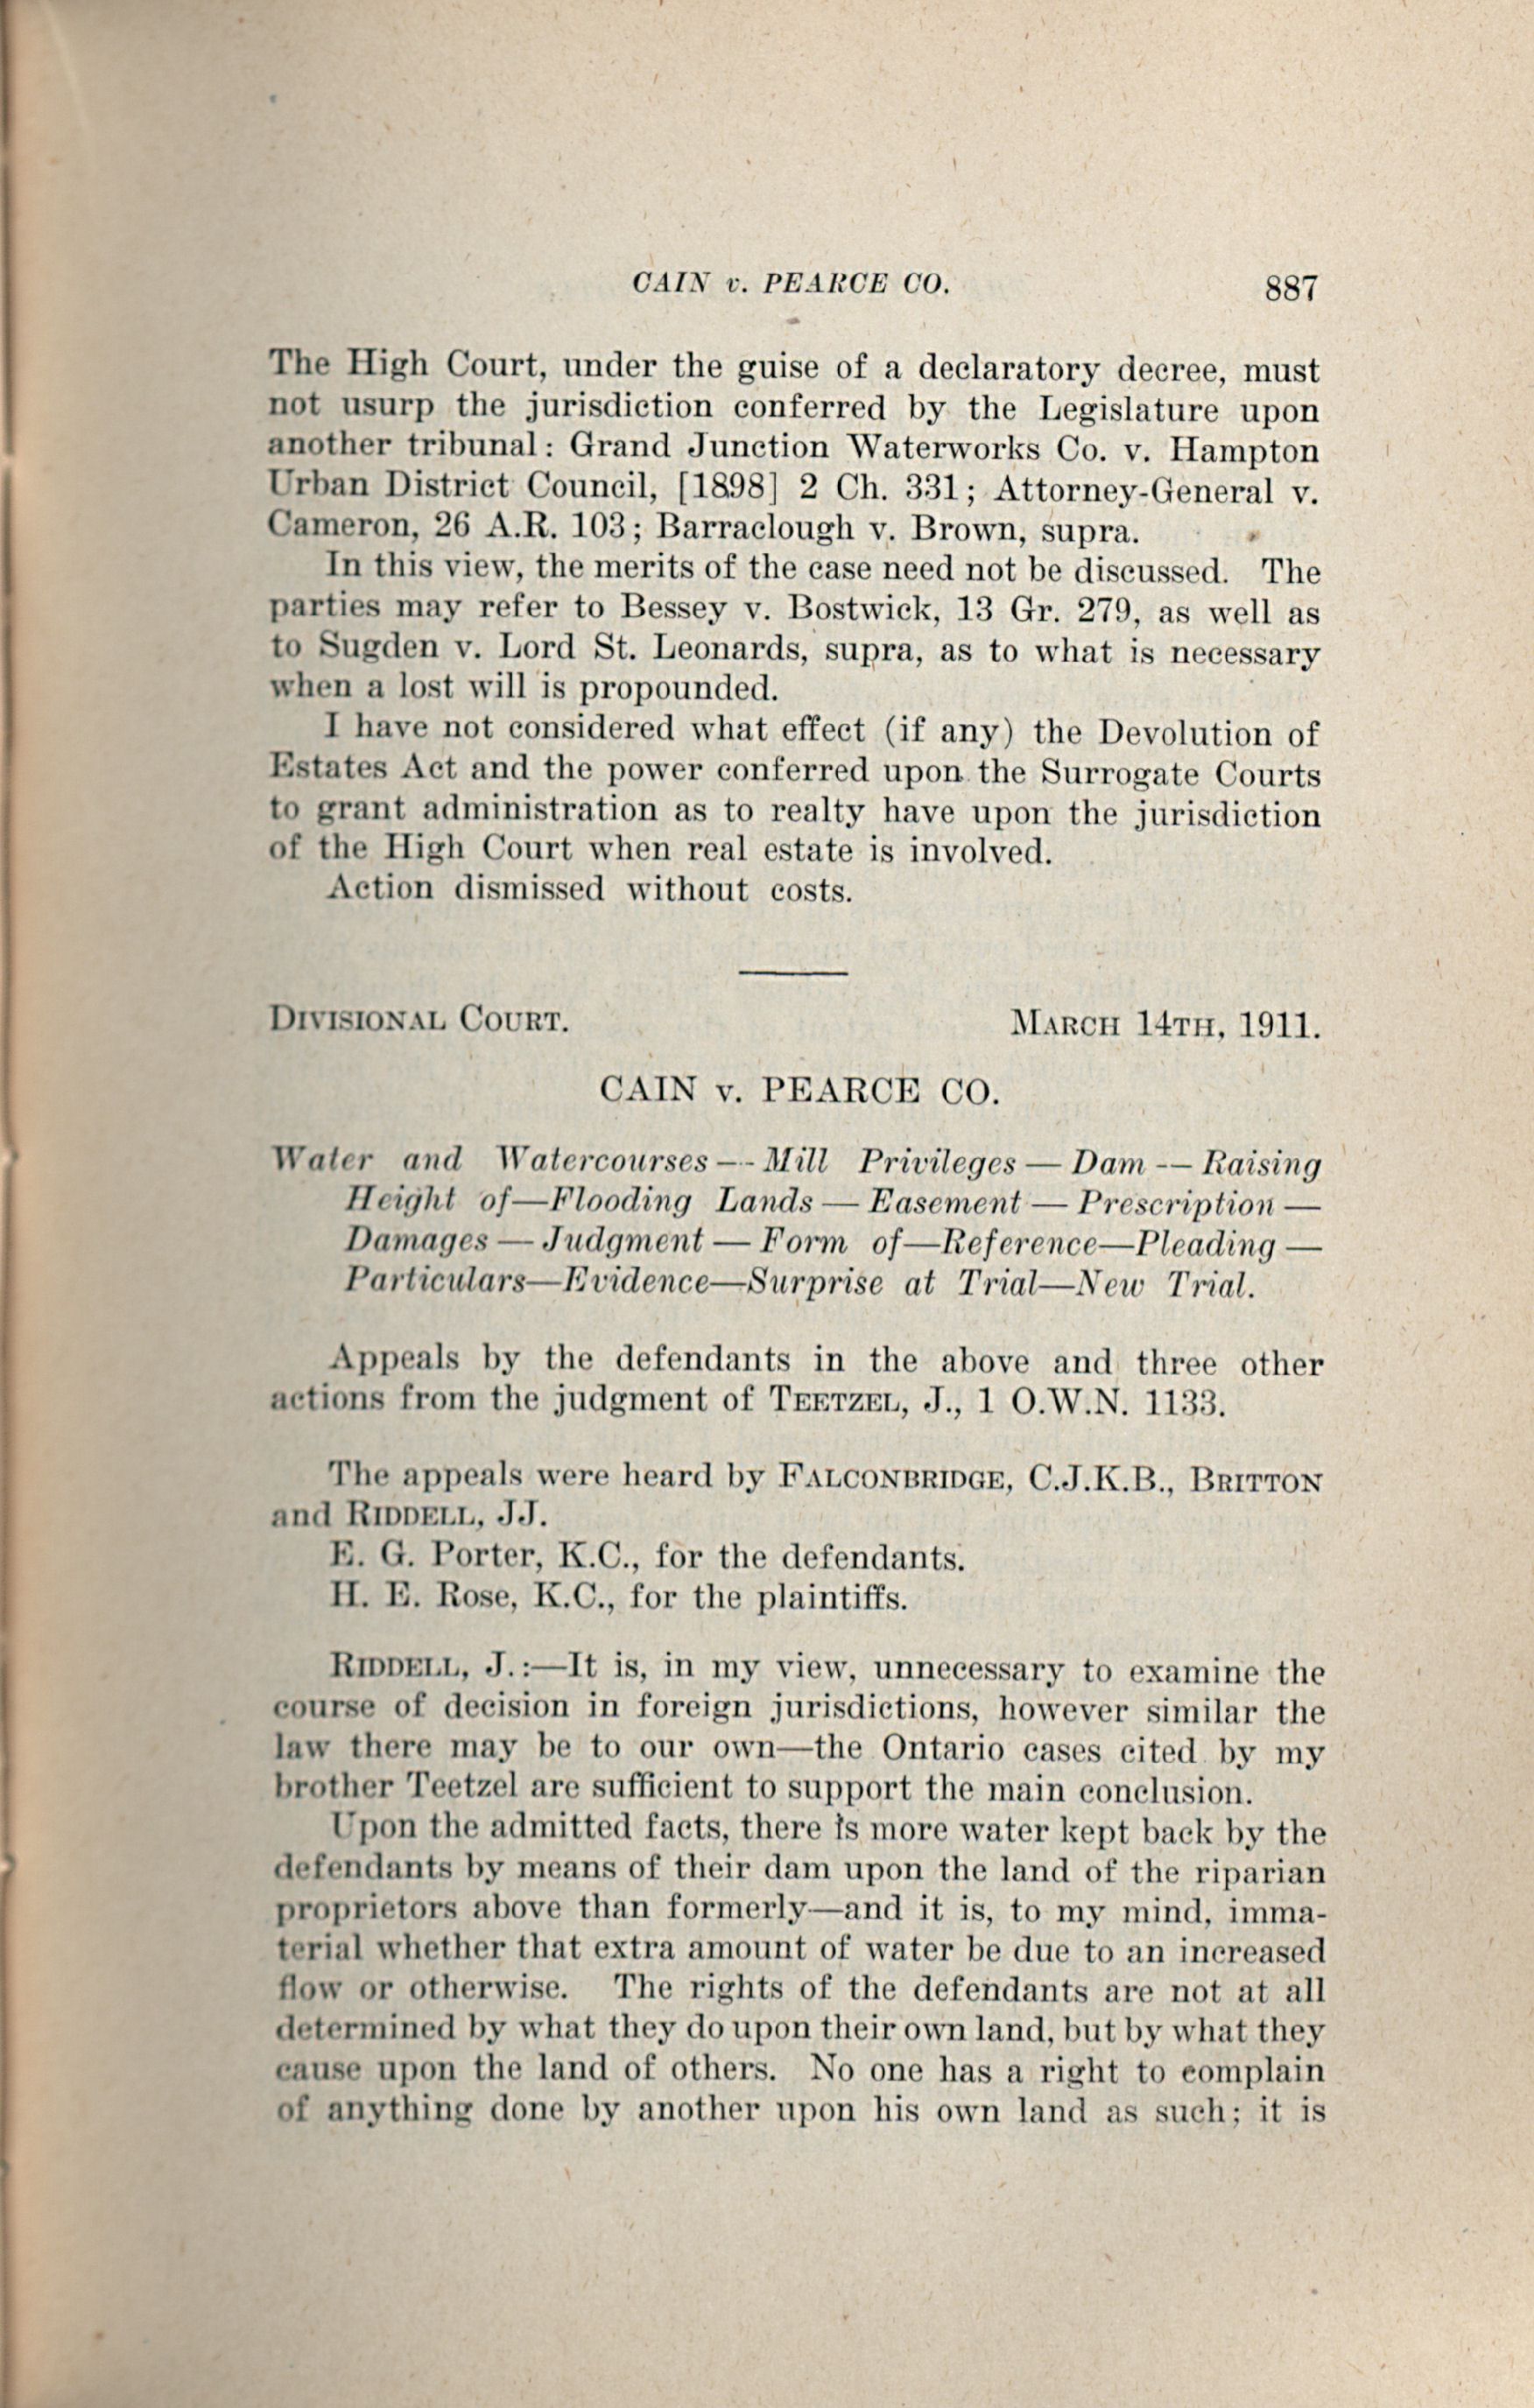 CAIN v. PEARCE CO. 887
The High Court, under the guise of a declaratory decree, must
not usurp the jurisdiction conferred by the Legislature upon
another tribunal: Grand Junction Waterworks Co. v. Hampton
Urban District Council, [1898] 2 Ch. 331; Attorney-General v.
Cameron, 26 A.R. 103; Barraclough v. Brown, supra.
In this view, the merits of the case need not be discussed. The
parties may refer to Bessey v. Bostwick, 13 Gr. 279, as well as
to Sugden v. Lord St. Leonards, supra, as to what is necessary
when a lost will is propounded.
I have not considered what effect (if any) the Devolution of
Estates Act and the power conferred upon the Surrogate Courts
to grant administration as to realty have upon the jurisdiction
of the High Court when real estate is involved.
Action dismissed without costs.
DIVISIONAL COURT. MARCH 14TH, 1911.
CAIN v. PEARCE CO.
Water and Watercourses — Mill Privileges — Dam — Raising
Height of—Flooding Lands — Easement — Prescription —
Damages — Judgment — Form of—Reference—Pleading —
Particulars—Evidence—Surprise at Trial—New Trial.
Appeals by the defendants in the above and three other
actions from the judgment of TEETZEL, J., 1 O.W.N. 1133.
The appeals were heard by FALCONBRIDGE, C.J.K.B., BRITTON
and RIDDELL, JJ.
E. G. Porter, K.C., for the defendants.
H. E. Rose, K.C., for the plaintiffs.
RIDDELL, J.:—It is, in my view, unnecessary to examine the
course of decision in foreign jurisdictions, however similar the
law there may be to our own—the Ontario cases cited by my
brother Teetzel are sufficient to support the main conclusion.
Upon the admitted facts, there is more water kept back by the
defendants by means of their dam upon the land of the riparian
proprietors above than formerly—and it is, to my mind, imma-
terial whether that extra amount of water be due to an increased
flow or otherwise. The rights of the defendants are not at all
determined by what they do upon their own land, but by what they
cause upon the land of others. No one has a right to complain
of anything done by another upon his own land as such; it is